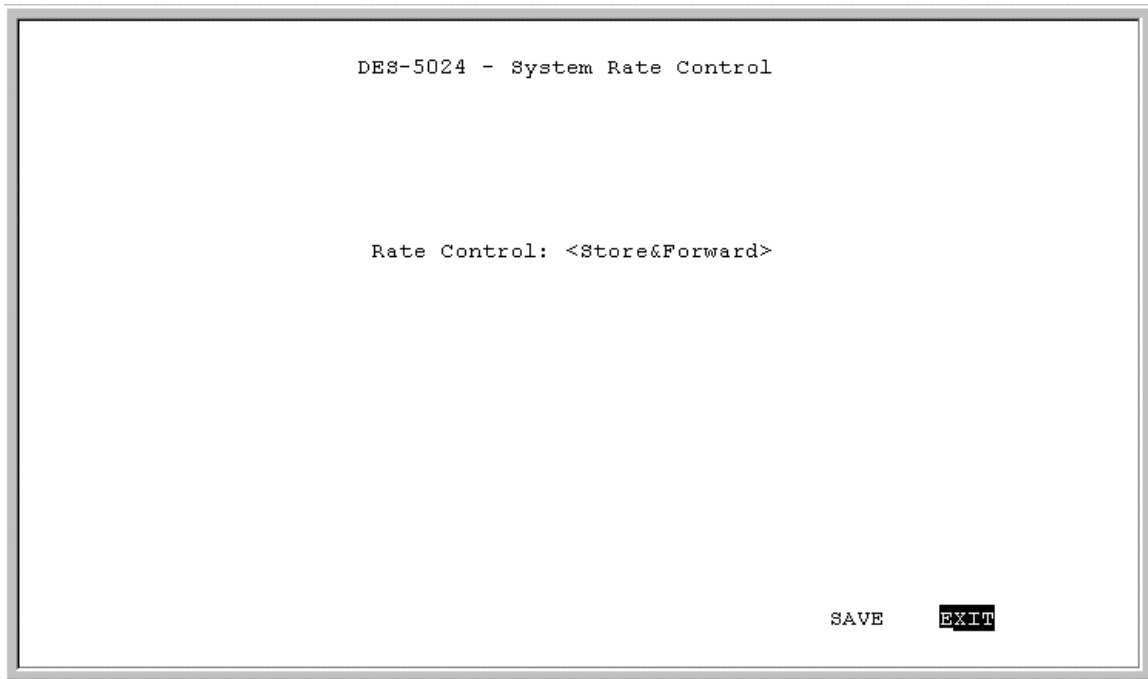 DES-5024 - System Rate Control
Rate Control: <Store&Forward>
SAVE EXIT